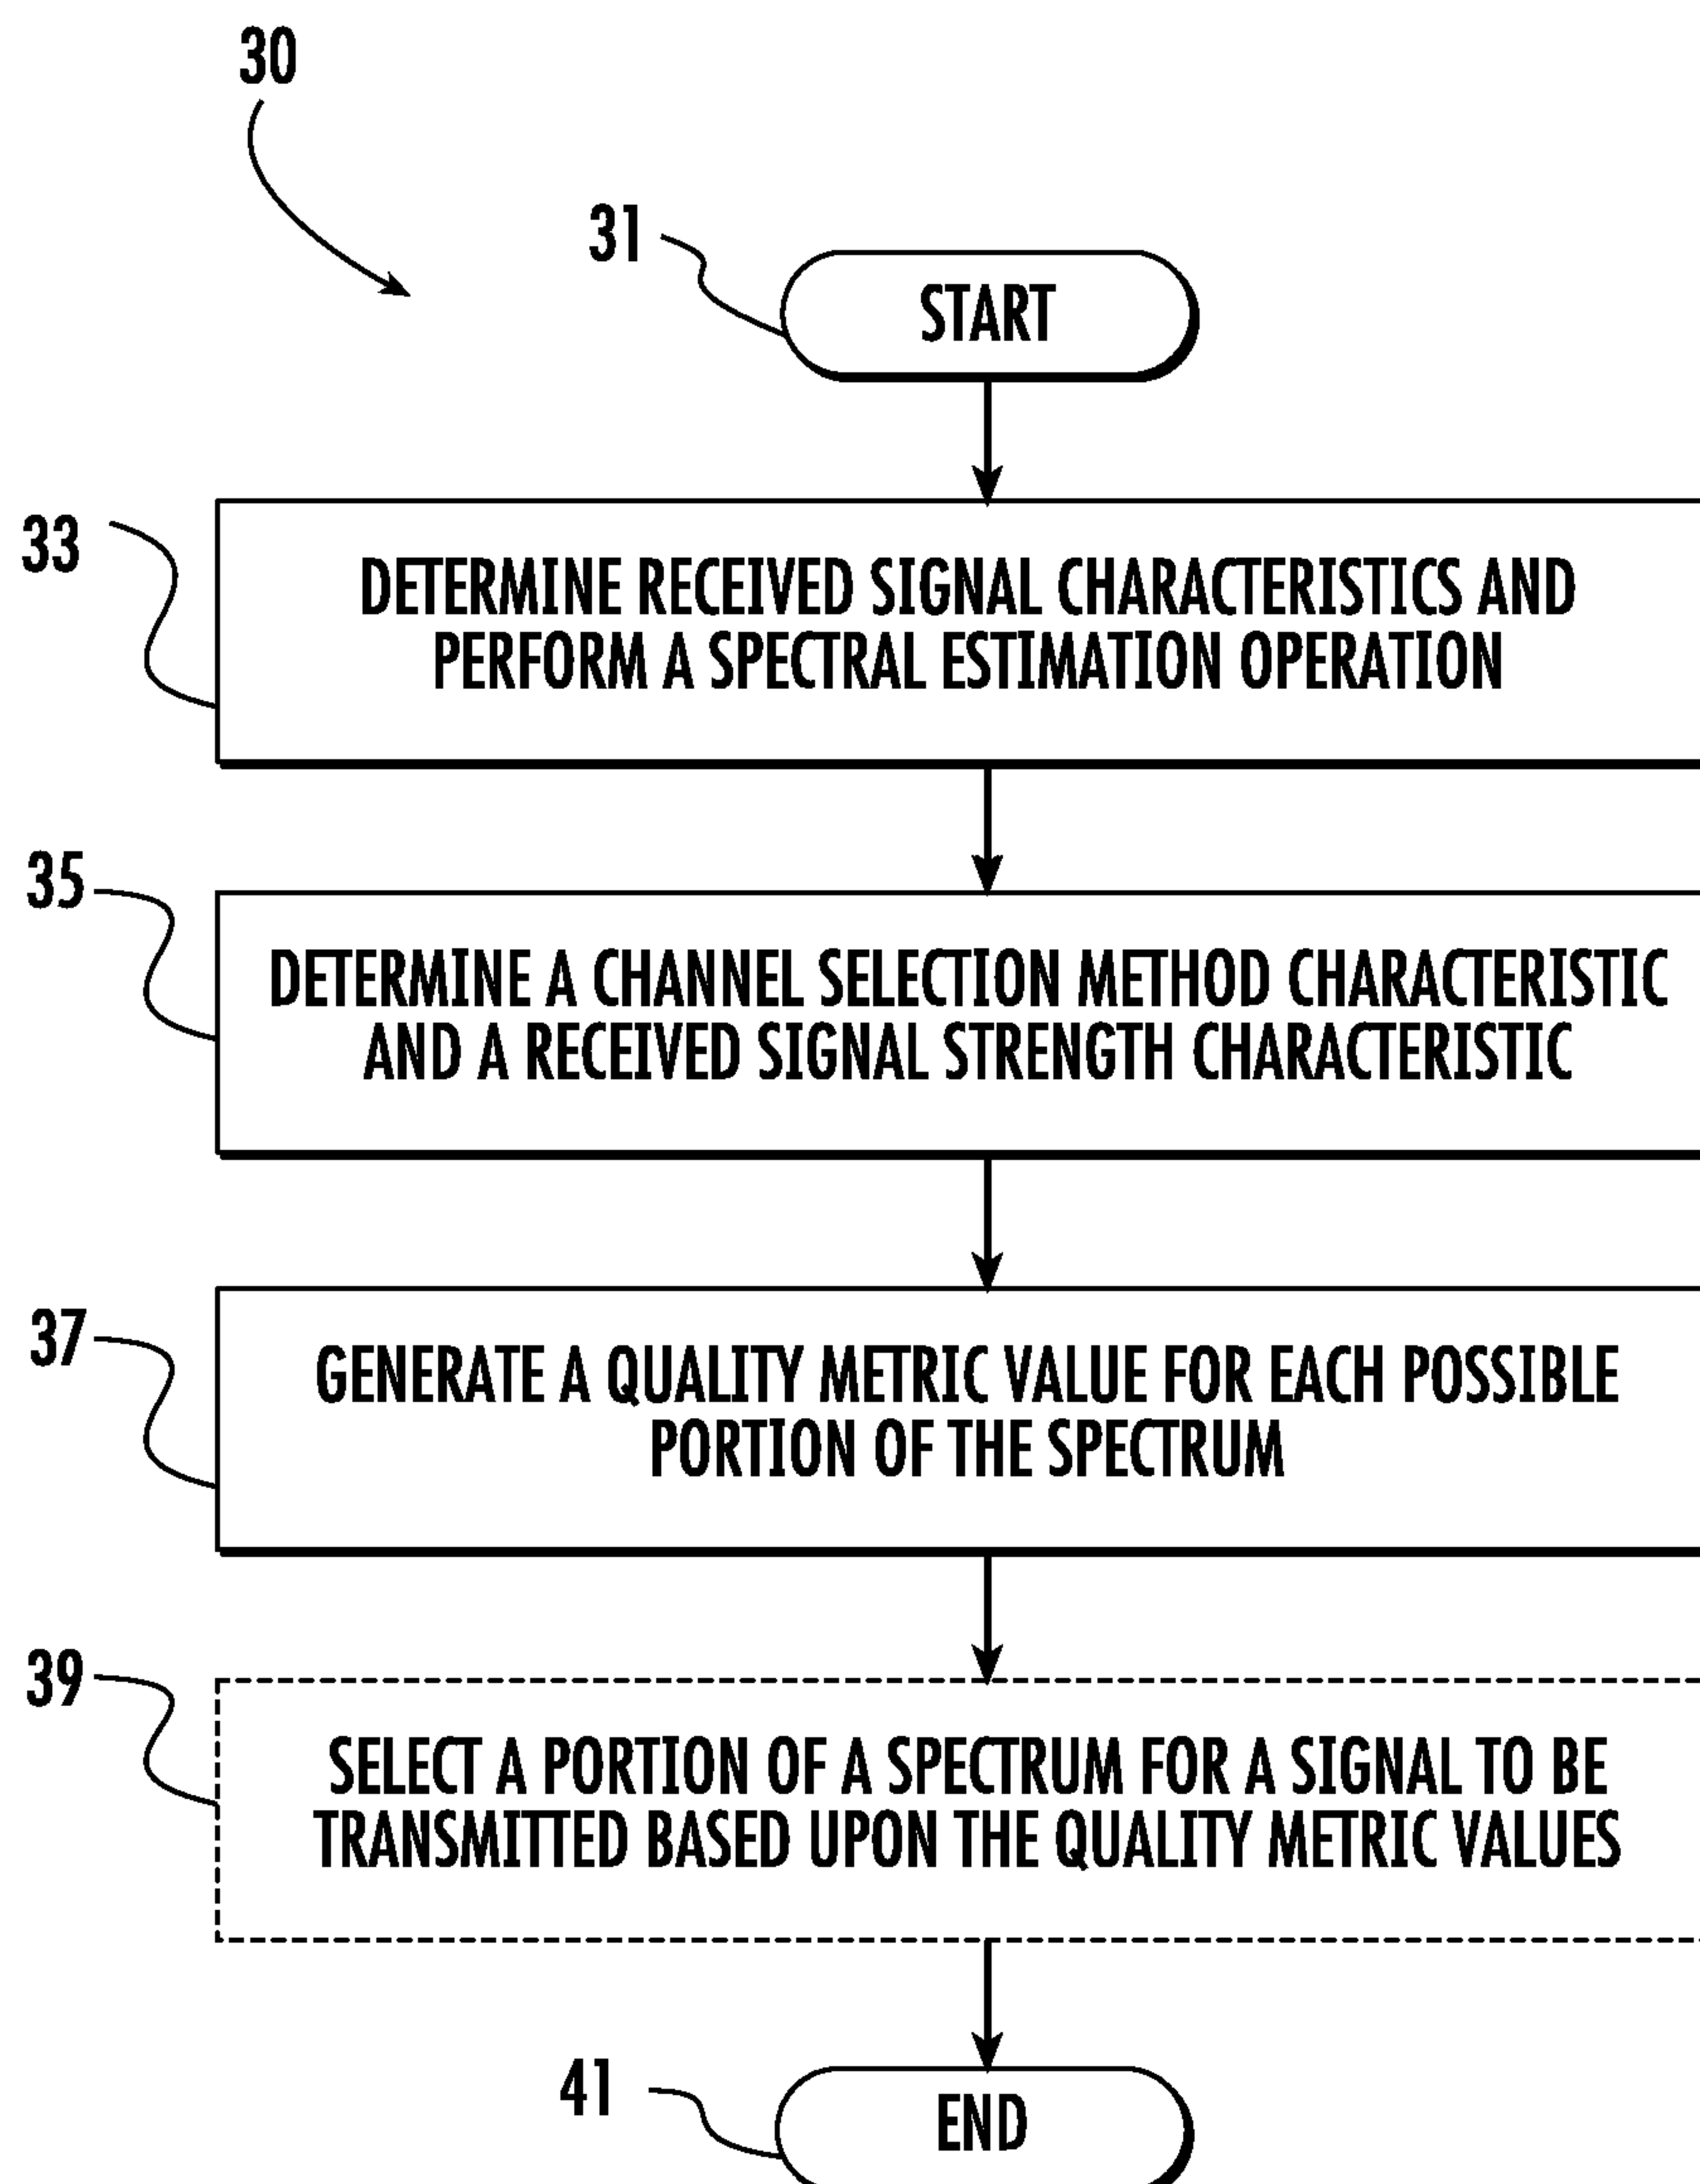 30
31
START
33
DETERMINE RECEIVED SIGNAL CHARACTERISTICS AND
PERFORM A SPECTRAL ESTIMATION OPERATION
35
DETERMINE A CHANNEL SELECTION METHOD CHARACTERISTIC
AND A RECEIVED SIGNAL STRENGTH CHARACTERISTIC
37
GENERATE A QUALITY METRIC VALUE FOR EACH POSSIBLE
PORTION OF THE SPECTRUM
39
SELECT A PORTION OF A SPECTRUM FOR A SIGNAL TO BE
TRANSMITTED BASED UPON THE QUALITY METRIC VALUES
41
END